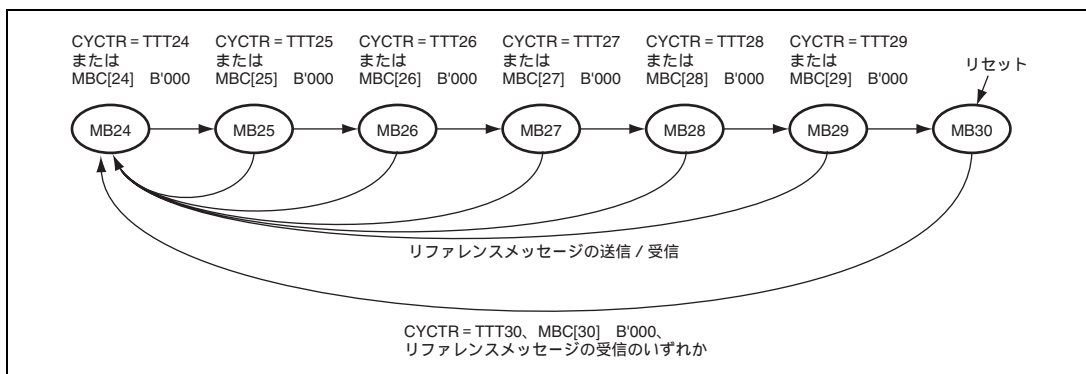 CYCTR = TTT24
または
MBC[24] B'000
CYCTR = TTT25
または
MBC[25] B'000
CYCTR = TTT26
または
MBC[26] B'000
CYCTR = TTT27
または
MBC[27] B'000
CYCTR = TTT28
または
MBC[28] B'000
CYCTR = TTT29
または
MBC[29] B'000
リセット
MB24
MB25
MB26
MB27
MB28
MB29
MB30
リファレンスメッセージの送信 / 受信
CYCTR = TTT30、MBC[30] B'000、
リファレンスメッセージの受信のいずれか